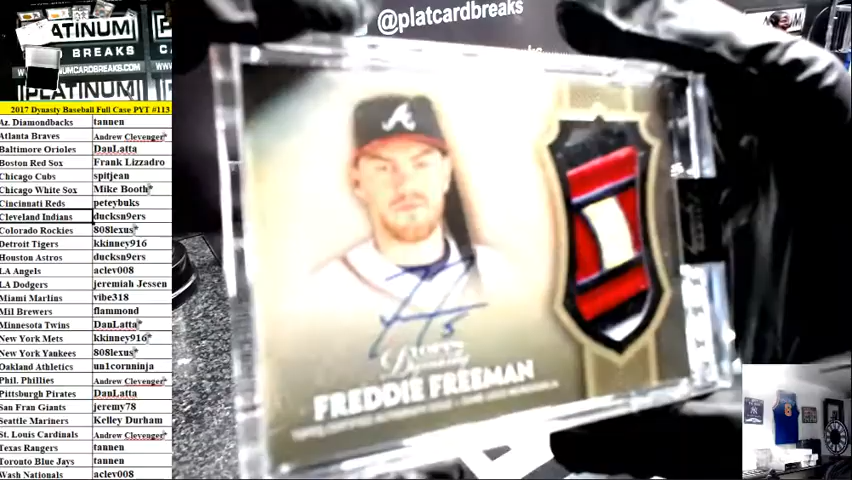 @platcardbreaks
PLATINUM
BREAKS
PLATINUM
2017 Dynasty Baseball Full Case PYT #113
Az. Diamondbacks tannen
Atlanta Braves Andrew Clevenger*
Baltimore Orioles DanLatta
Boston Red Sox Frank Lizzadro
Chicago Cubs spitjean
Chicago White Sox Mike Booth*
Cincinnati Reds peteybuks
Cleveland Indians ducksn9ers
Colorado Rockies 808lexus*
Detroit Tigers kkinney916
Houston Astros ducksn9ers
LA Angels aclev008
LA Dodgers jeremiah Jessen
Miami Marlins vibe318
Mil Brewers flammond
Minnesota Twins DanLatta*
New York Mets kkinney916*
New York Yankees 808lexus*
Oakland Athletics un1cornninja
Phil. Phillies Andrew Clevenger*
Pittsburgh Pirates DanLatta
San Fran Giants jeremy78
Seattle Mariners Kelley Durham
St. Louis Cardinals Andrew Clevenger*
Texas Rangers tannen
Toronto Blue Jays tannen
Wash Nationals aclev008
A
TOPPS
Dynasty
FREDDIE FREEMAN
8